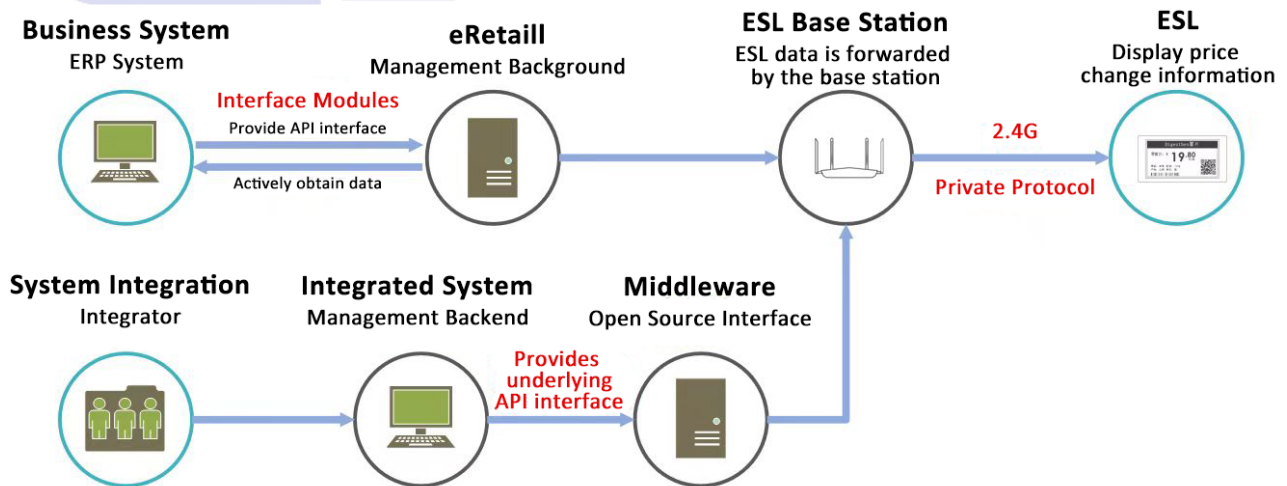 Business System
ERP System
Interface Modules
Provide API interface
Actively obtain data
eRetaill
Management Background
ESL Base Station
ESL data is forwarded
by the base station
2.4G
Private Protocol
ESL
Display price
change information
19
80
System Integration
Integrator
Integrated System
Management Backend
Provides
underlying
API interface
Middleware
Open Source Interface